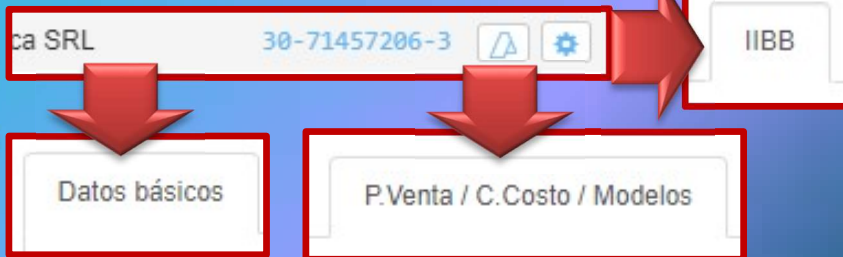 ca SRL 30-71457206-3
IIBB
Datos básicos
P.Venta / C.Costo / Modelos